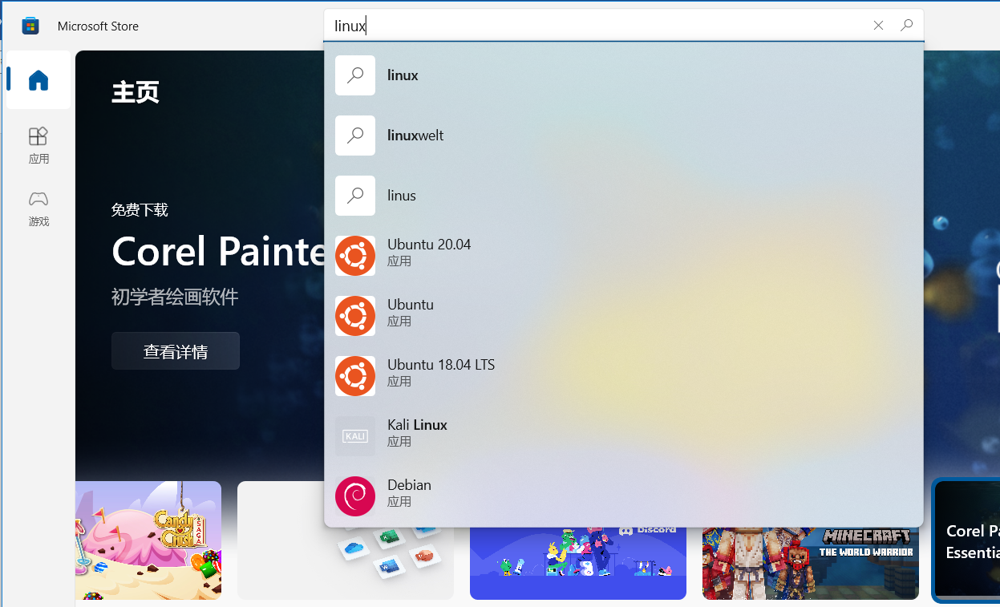 Microsoft Store
linux
主页
应用
游戏
免费下载
Corel Painte
初学者绘画软件
查看详情
linux
linuxwelt
linus
Ubuntu 20.04
应用
Ubuntu
应用
Ubuntu 18.04 LTS
应用
KALI
Kali Linux
应用
Debian
应用
Candy
Crush
SAGA
Discord
MINECRAFT
THE WORLD WARRIOR
Corel Pa
Essentia